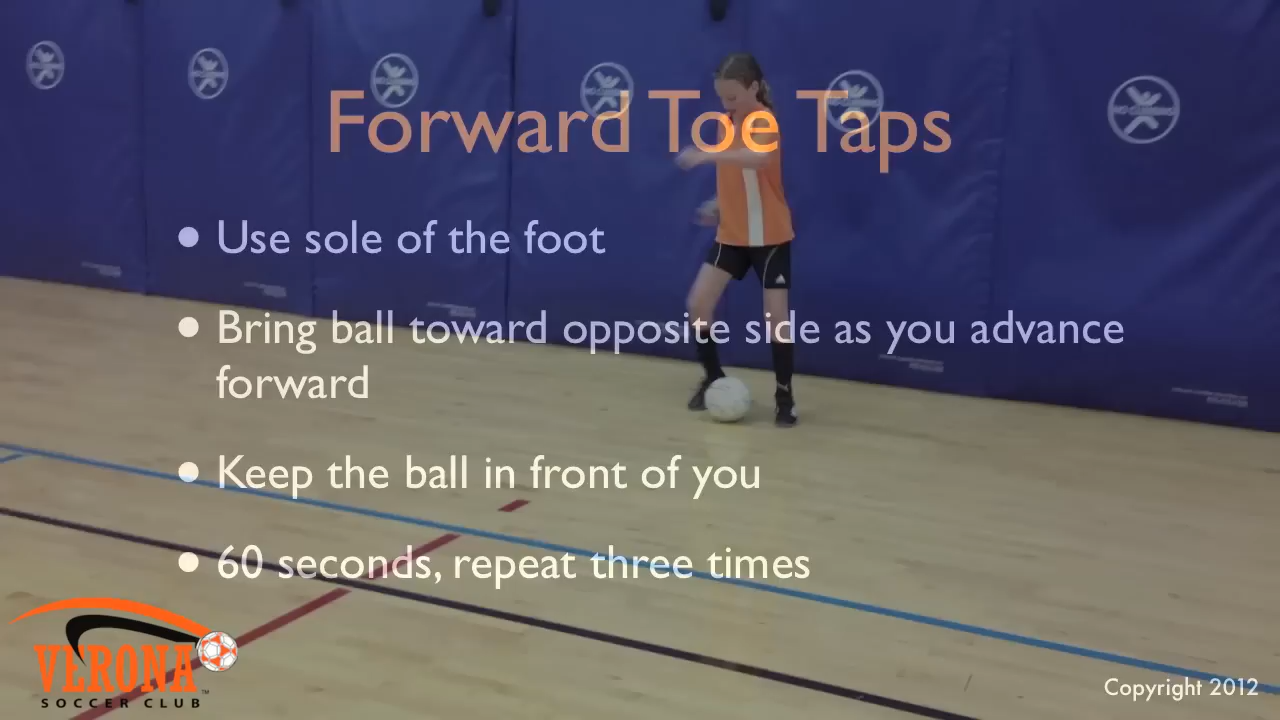 Forward Toe Taps
• Use sole of the foot
• Bring ball toward opposite side as you advance
forward
• Keep the ball in front of you
• 60 seconds, repeat three times
VERONA
SOCCER CLUB
™
Copyright 2012